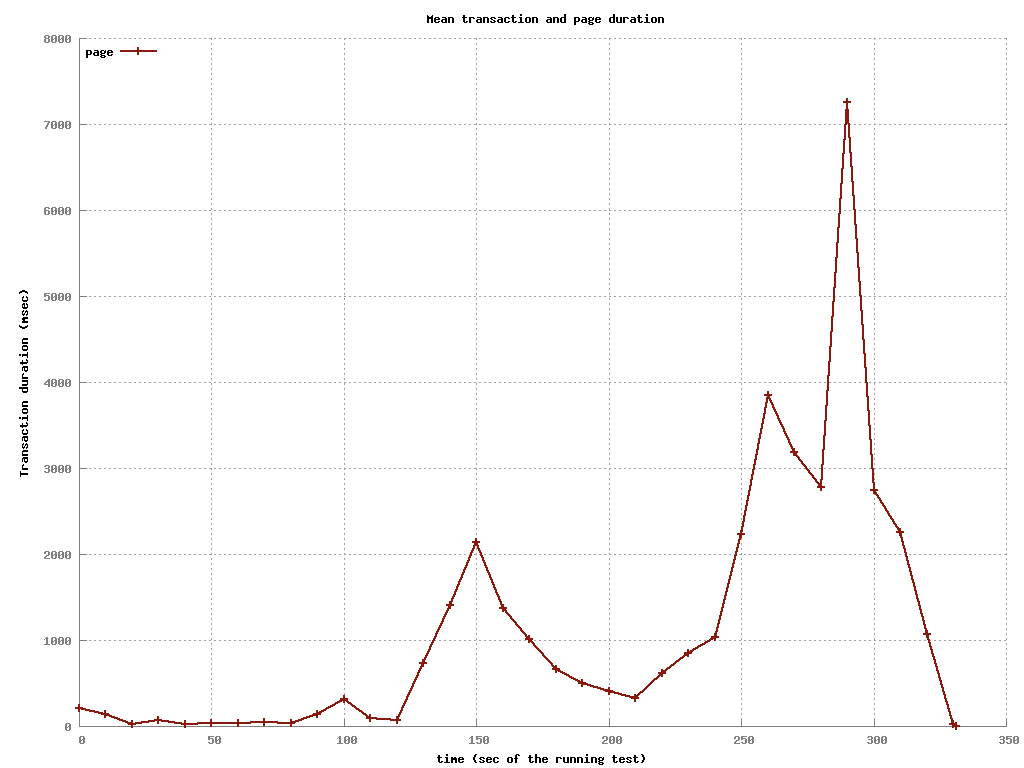 Mean transaction and page duration
page
8000
7000
6000
5000
4000
3000
2000
1000
0
Transaction duration (msec)
0 50 100 150 200 250 300 350
time (sec of the running test)